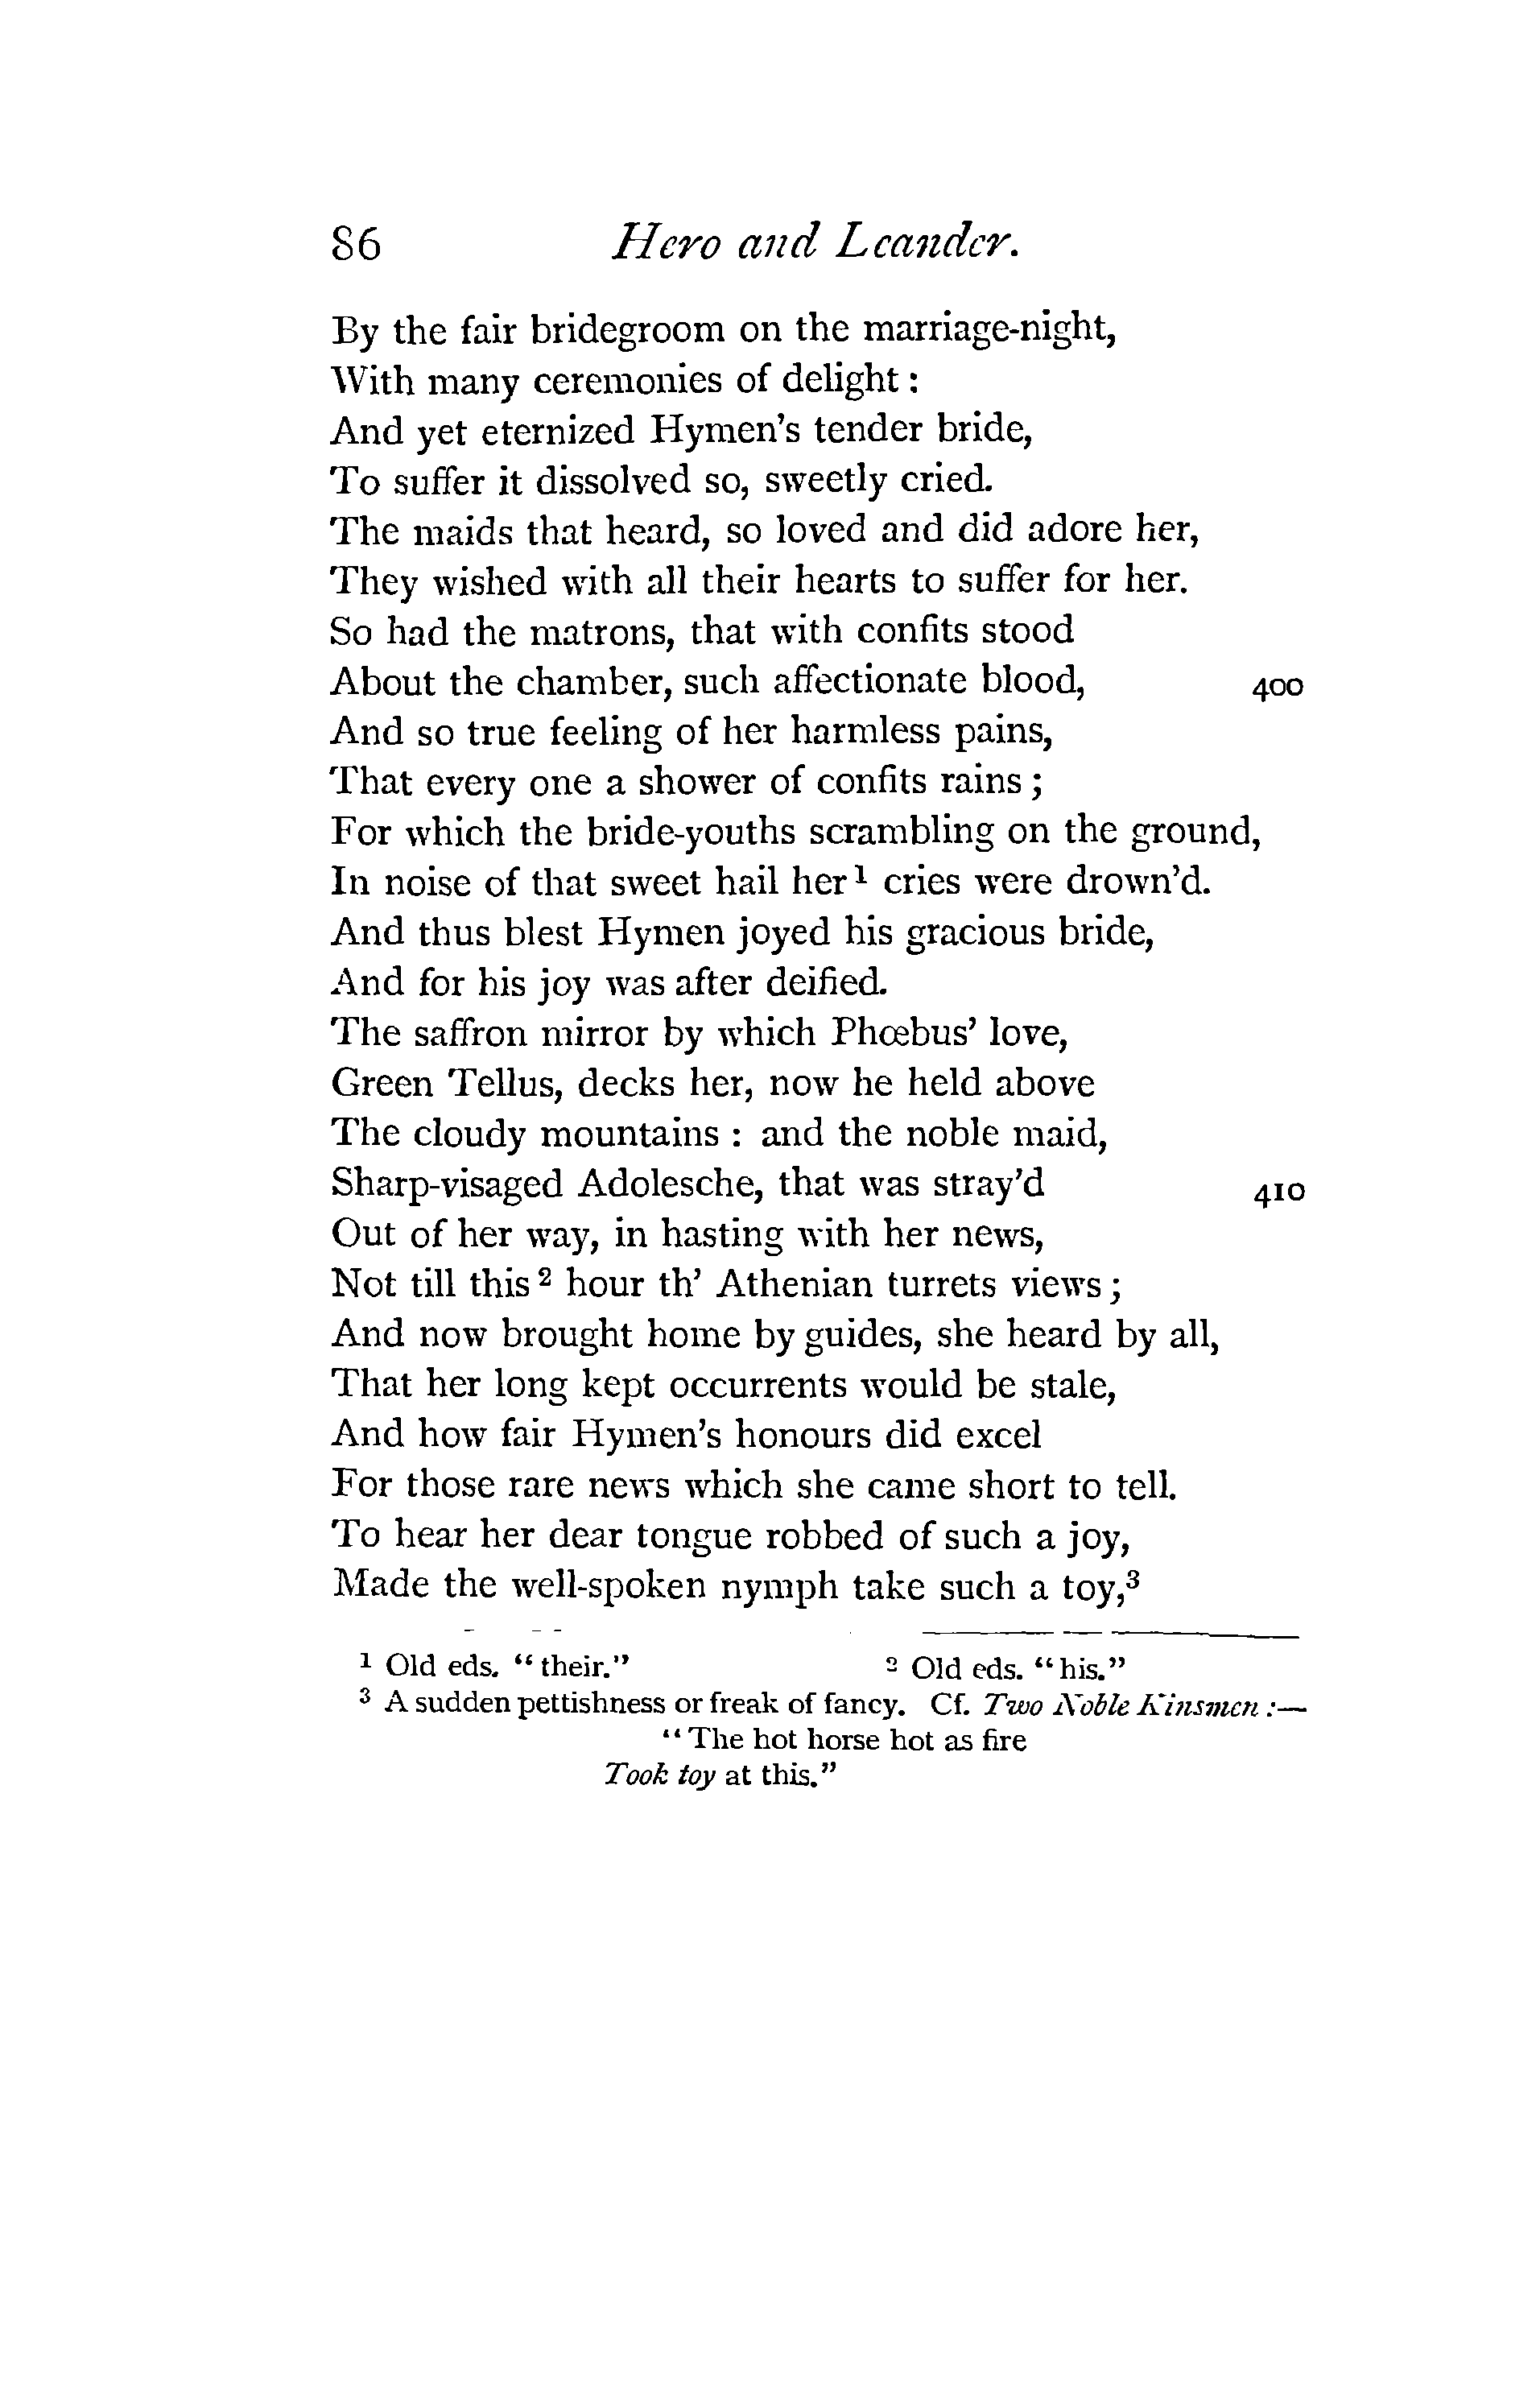 86 Hero and Leander.
By the fair bridegroom on the marriage-night,
With many ceremonies of delight :
And yet eternized Hymen's tender bride,
To suffer it dissolved so, sweetly cried.
The maids that heard, so loved and did adore her,
They wished with all their hearts to suffer for her.
So had the matrons, that with confits stood
About the chamber, such affectionate blood, 400
And so true feeling of her harmless pains,
That every one a shower of confits rains ;
For which the bride-youths scrambling on the ground,
In noise of that sweet hail her¹ cries were drown'd.
And thus blest Hymen joyed his gracious bride,
And for his joy was after deified.
The saffron mirror by which Phœbus' love,
Green Tellus, decks her, now he held above
The cloudy mountains : and the noble maid,
Sharp-visaged Adolesche, that was stray'd 410
Out of her way, in hasting with her news,
Not till this² hour th' Athenian turrets views ;
And now brought home by guides, she heard by all,
That her long kept occurrents would be stale,
And how fair Hymen's honours did excel
For those rare news which she came short to tell.
To hear her dear tongue robbed of such a joy,
Made the well-spoken nymph take such a toy,³
¹ Old eds. "their." ² Old eds. "his."
³ A sudden pettishness or freak of fancy. Cf. Two Noble Kinsmen :—
"The hot horse hot as fire
Took toy at this."